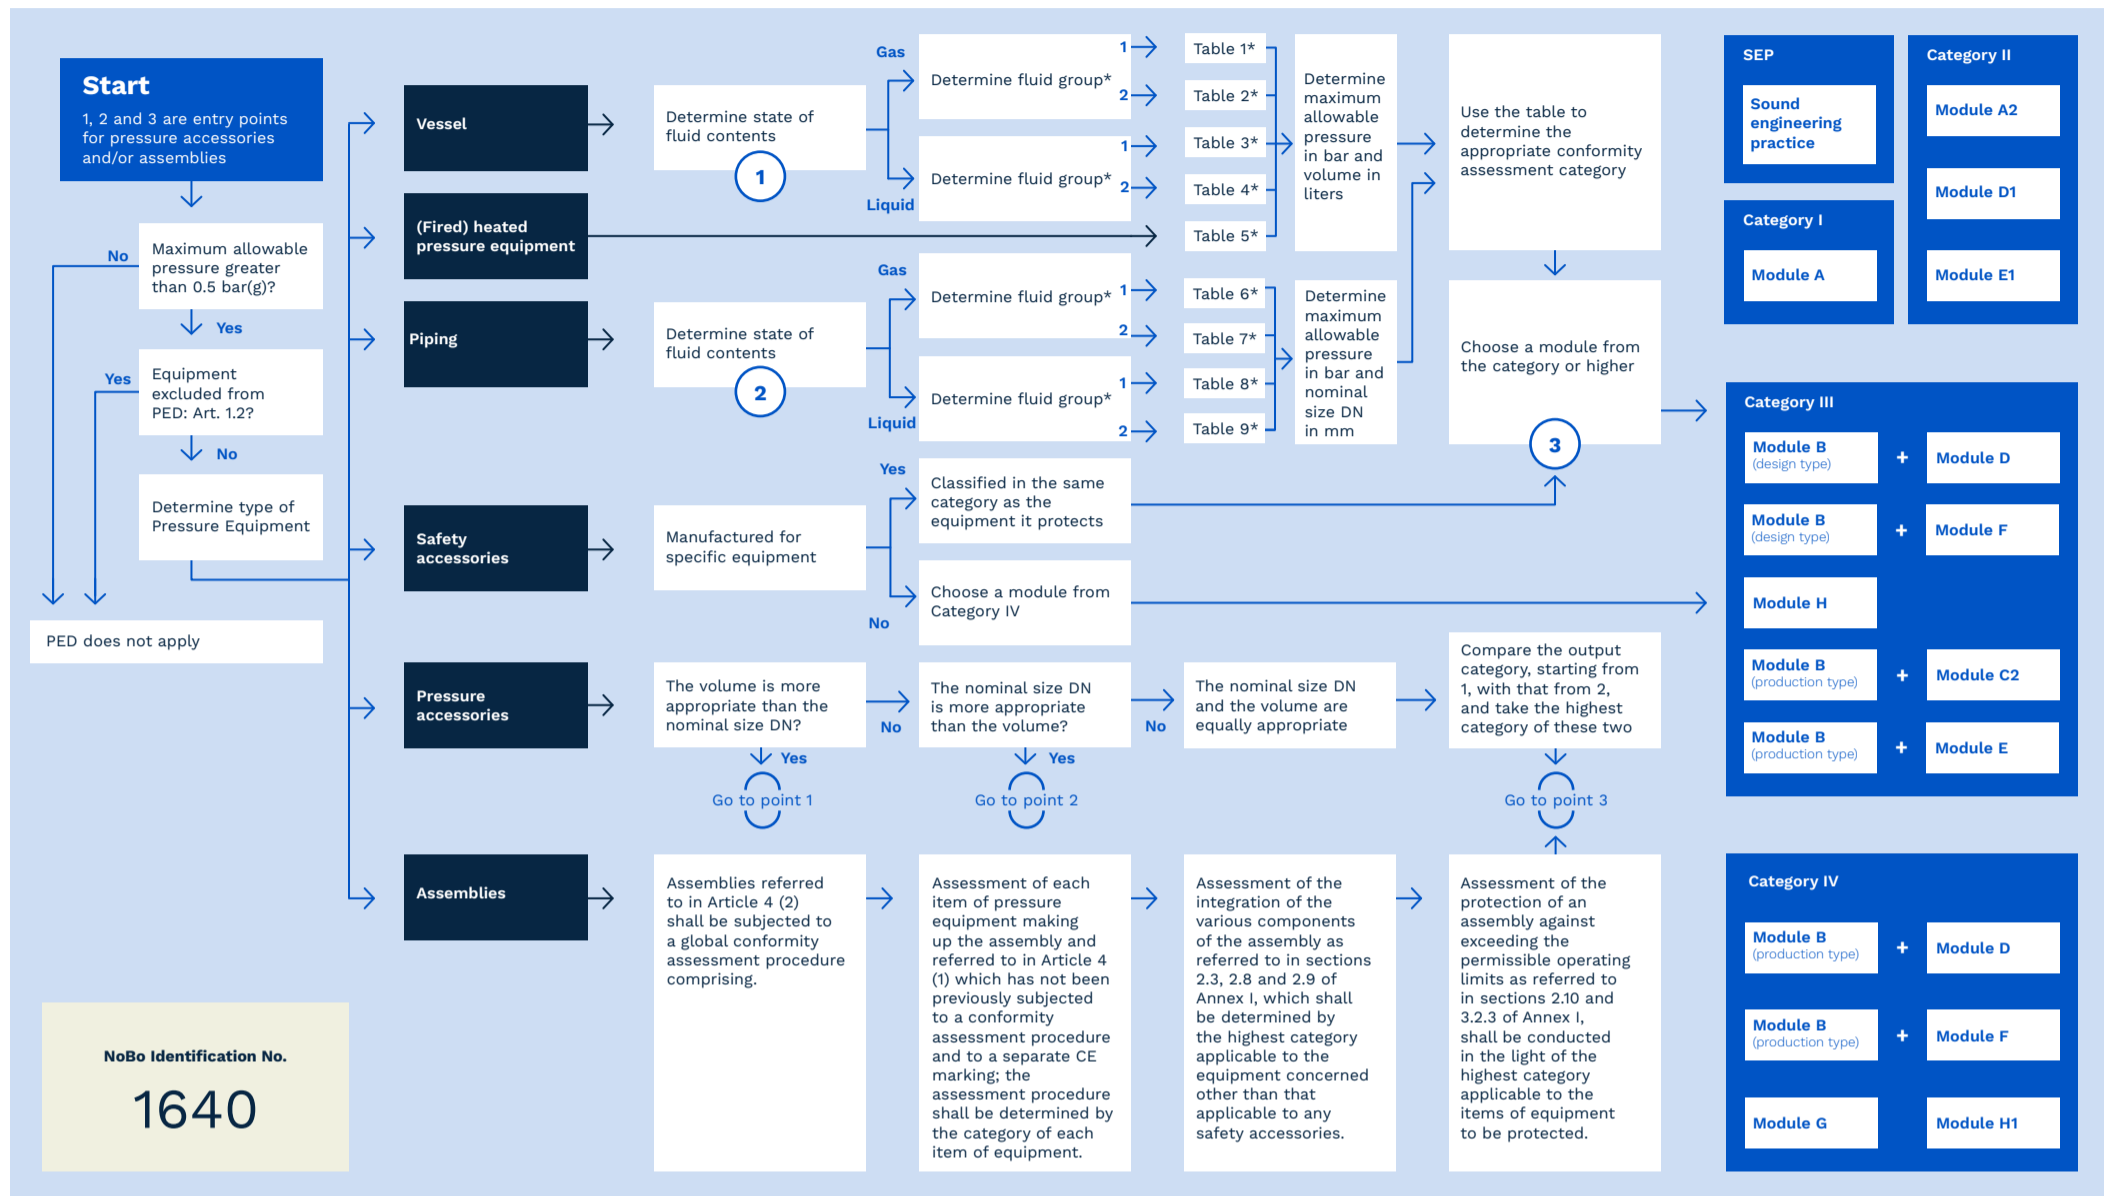 Start
1, 2 and 3 are entry points
for pressure accessories
and/or assemblies
Maximum allowable
pressure greater
than 0.5 bar(g)?
No
Yes
Equipment
excluded from
PED: Art. 1.2?
Yes
No
Determine type of
Pressure Equipment
PED does not apply
NoBo Identification No.
1640
Vessel
Determine state of
fluid contents
1
Gas
Determine fluid group*
1
2
Liquid
Determine fluid group*
1
2
Table 1*
Table 2*
Table 3*
Table 4*
Table 5*
Determine
maximum
allowable
pressure
in bar and
volume in
liters
Use the table to
determine the
appropriate conformity
assessment category
(Fired) heated
pressure equipment
Piping
Determine state of
fluid contents
2
Gas
Determine fluid group*
1
2
Liquid
Determine fluid group*
1
2
Table 6*
Table 7*
Table 8*
Table 9*
Determine
maximum
allowable
pressure
in bar and
nominal
size DN
in mm
Choose a module from
the category or higher
3
Safety
accessories
Manufactured for
specific equipment
Yes
Classified in the same
category as the
equipment it protects
No
Choose a module from
Category IV
Pressure
accessories
The volume is more
appropriate than the
nominal size DN?
No
Yes
Go to point 1
The nominal size DN
is more appropriate
than the volume?
No
Yes
Go to point 2
The nominal size DN
and the volume are
equally appropriate
Compare the output
category, starting from
1, with that from 2,
and take the highest
category of these two
Go to point 3
Assemblies
Assemblies referred
to in Article 4 (2)
shall be subjected to
a global conformity
assessment procedure
comprising.
Assessment of each
item of pressure
equipment making
up the assembly and
referred to in Article 4
(1) which has not been
previously subjected
to a conformity
assessment procedure
and to a separate CE
marking; the
assessment procedure
shall be determined by
the category of each
item of equipment.
Assessment of the
integration of the
various components
of the assembly as
referred to in sections
2.3, 2.8 and 2.9 of
Annex I, which shall
be determined by
the highest category
applicable to the
equipment concerned
other than that
applicable to any
safety accessories.
Assessment of the
protection of an
assembly against
exceeding the
permissible operating
limits as referred to
in sections 2.10 and
3.2.3 of Annex I,
shall be conducted
in the light of the
highest category
applicable to the
items of equipment
to be protected.
SEP
Sound
engineering
practice
Category I
Module A
Category II
Module A2
Module D1
Module E1
Category III
Module B
(design type)
+
Module D
Module B
(design type)
+
Module F
Module H
Module B
(production type)
+
Module C2
Module B
(production type)
+
Module E
Category IV
Module B
(production type)
+
Module D
Module B
(production type)
+
Module F
Module G
Module H1